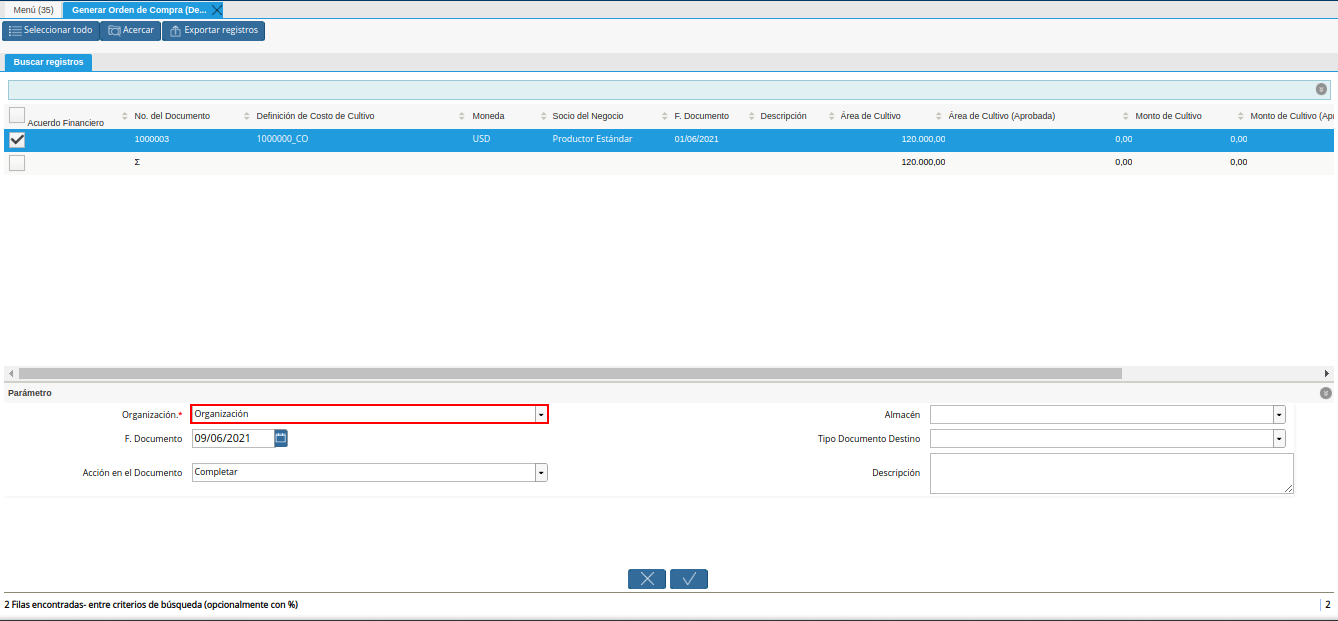 Menú (35) Generar Orden de Compra (De...
Seleccionar todo Acercar Exportar registros
Buscar registros
Acuerdo Financiero No. del Documento Definición de Costo de Cultivo Moneda Socio del Negocio F. Documento Descripción Área de Cultivo Área de Cultivo (Aprobada) Monto de Cultivo Monto de Cultivo (Apr
1000003 1000000_CO USD Productor Estándar 01/06/2021 120.000,00 0,00 0,00
Σ 120.000,00 0,00 0,00
Parámetro
Organización.* Organización Almacén
F. Documento 09/06/2021 Tipo Documento Destino
Acción en el Documento Completar Descripción
2 Filas encontradas- entre criterios de búsqueda (opcionalmente con %) 2